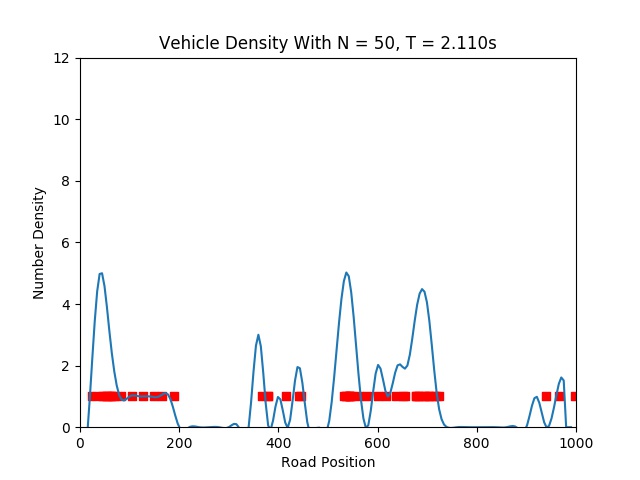 Vehicle Density With N = 50, T = 2.110s
12
10
8
6
4
2
0
Number Density
0 200 400 600 800 1000
Road Position